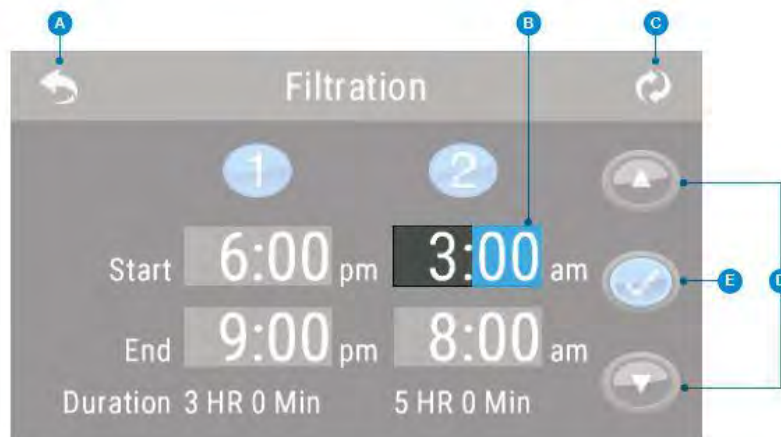 A B C
Filtration
1 2
Start 6:00 pm 3:00 am
E D
End 9:00 pm 8:00 am
Duration 3 HR 0 Min 5 HR 0 Min